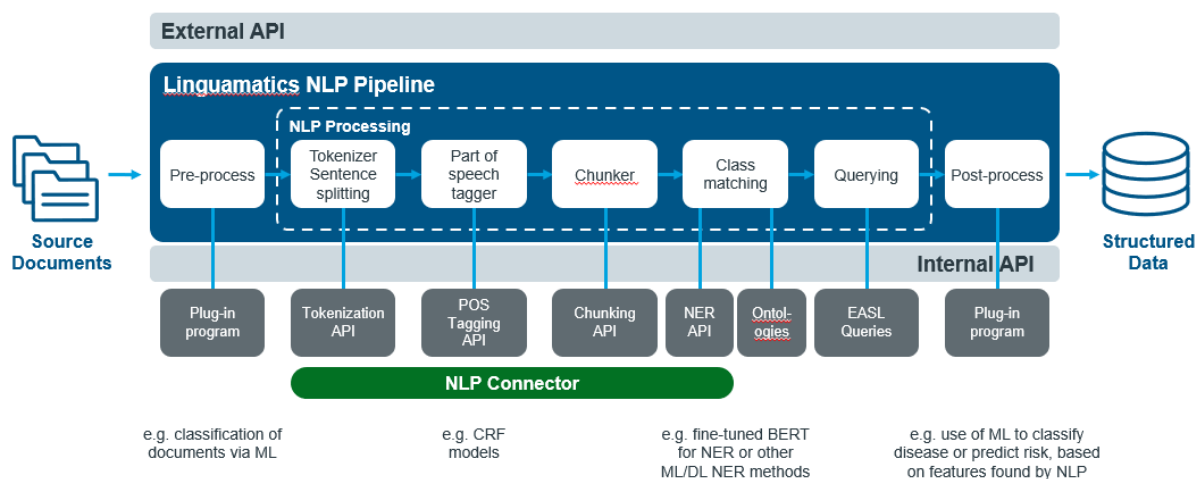 External API
Linguamatics NLP Pipeline
NLP Processing
Pre-process
Tokenizer
Sentence
splitting
Part of
speech
tagger
Chunker
Class
matching
Querying
Post-process
Source
Documents
Structured
Data
Internal API
Plug-in
program
Tokenization
API
POS
Tagging
API
Chunking
API
NER
API
Ontol-
ogies
EASL
Queries
Plug-in
program
NLP Connector
e.g. classification of
documents via ML
e.g. CRF
models
e.g. fine-tuned BERT
for NER or other
ML/DL NER methods
e.g. use of ML to classify
disease or predict risk, based
on features found by NLP